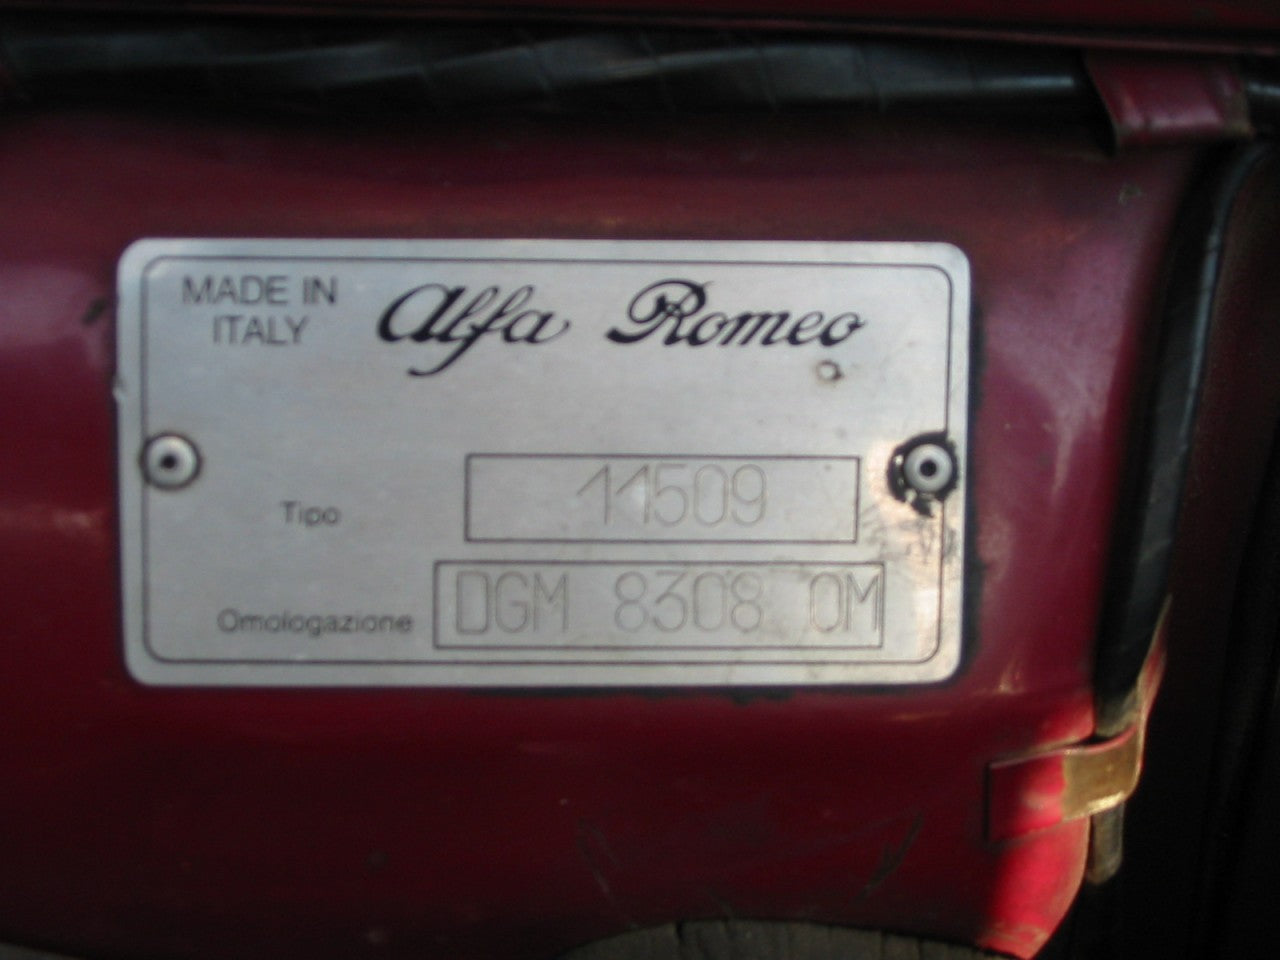 MADE IN
ITALY
Alfa Romeo
Tipo 11509
Omologazione DGM 8308 OM